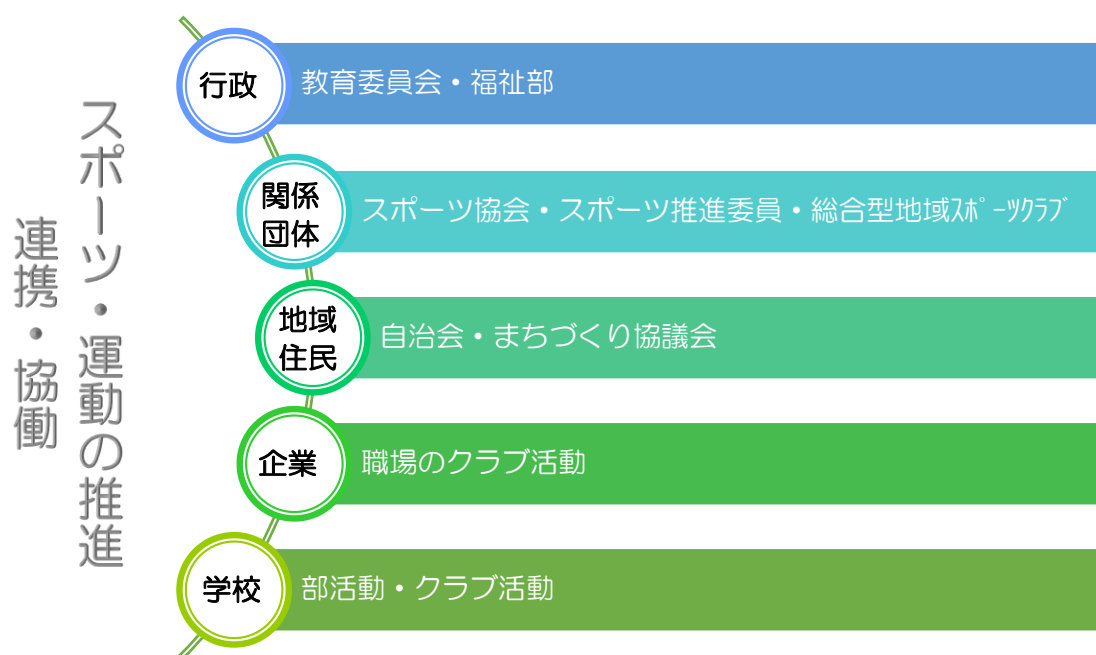 スポーツ・運動の推進
連携・協働
行政
教育委員会・福祉部
関係
団体
スポーツ協会・スポーツ推進委員・総合型地域ｽﾎﾟｰﾂｸﾗﾌﾞ
地域
住民
自治会・まちづくり協議会
企業
職場のクラブ活動
学校
部活動・クラブ活動